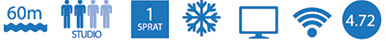 60m
STUDIO
1
SPRAT
4.72